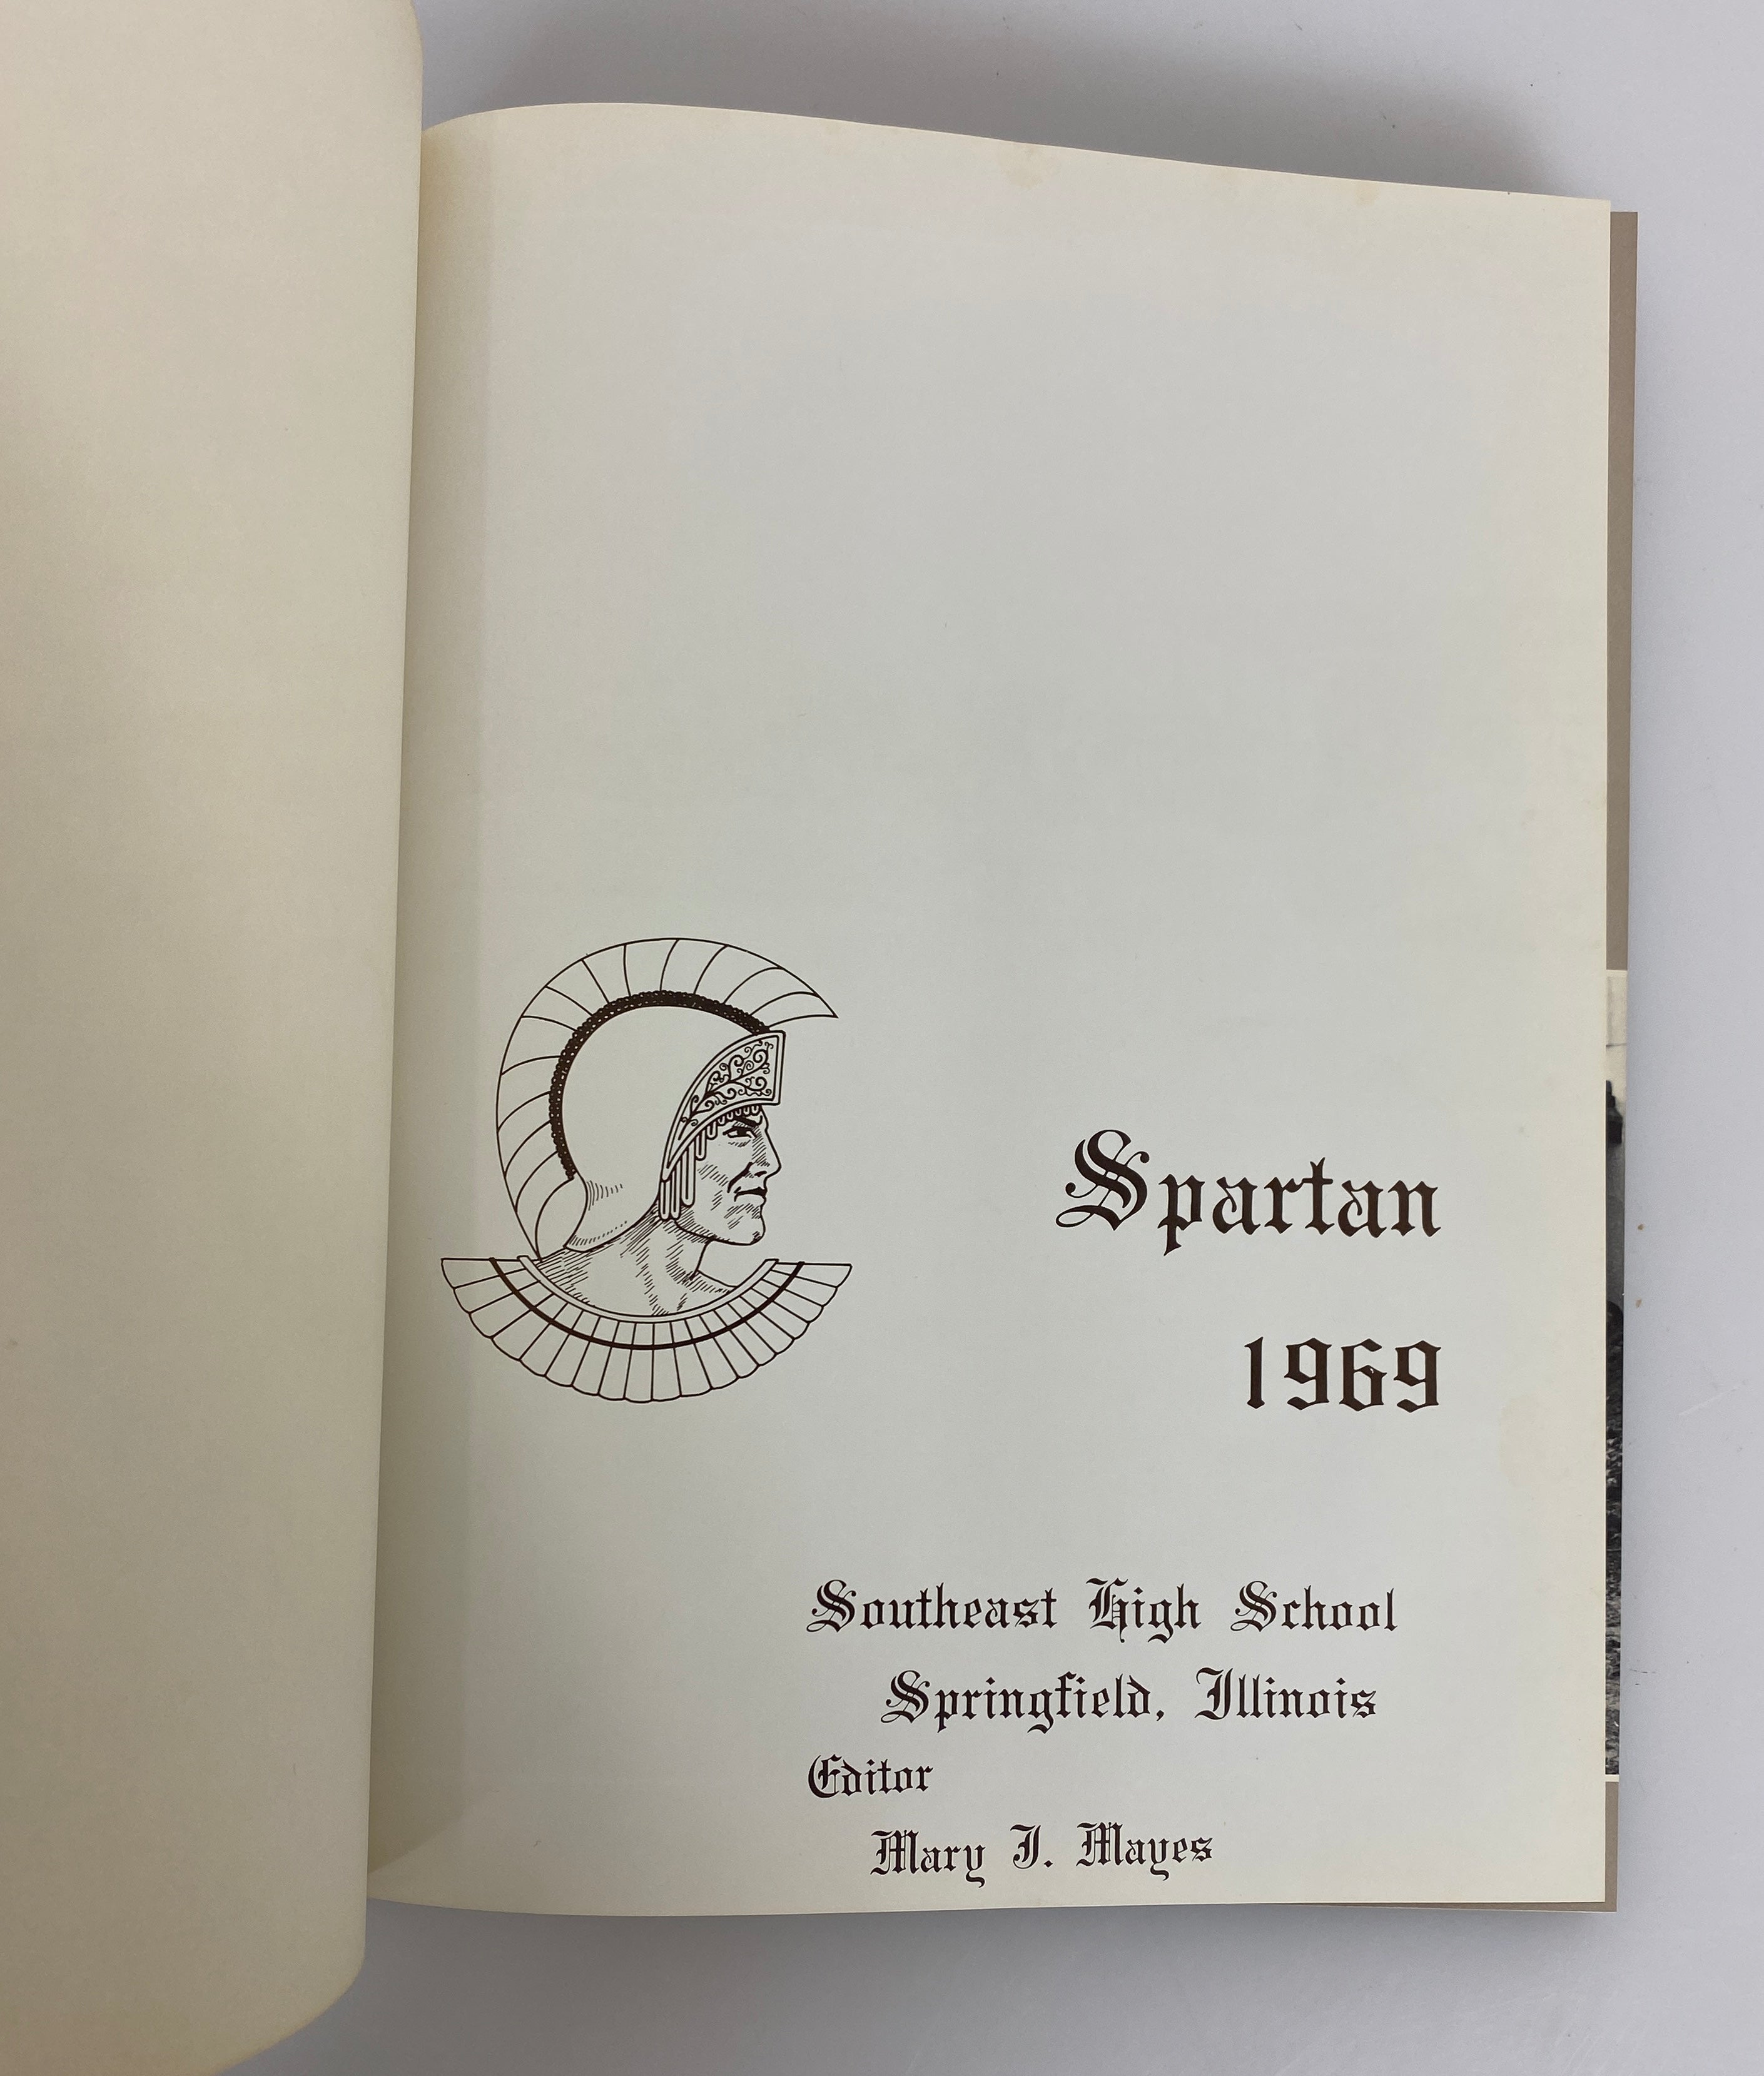 Spartan
1969
Southeast High School
Springfield, Illinois
Editor
Mary J. Mayes